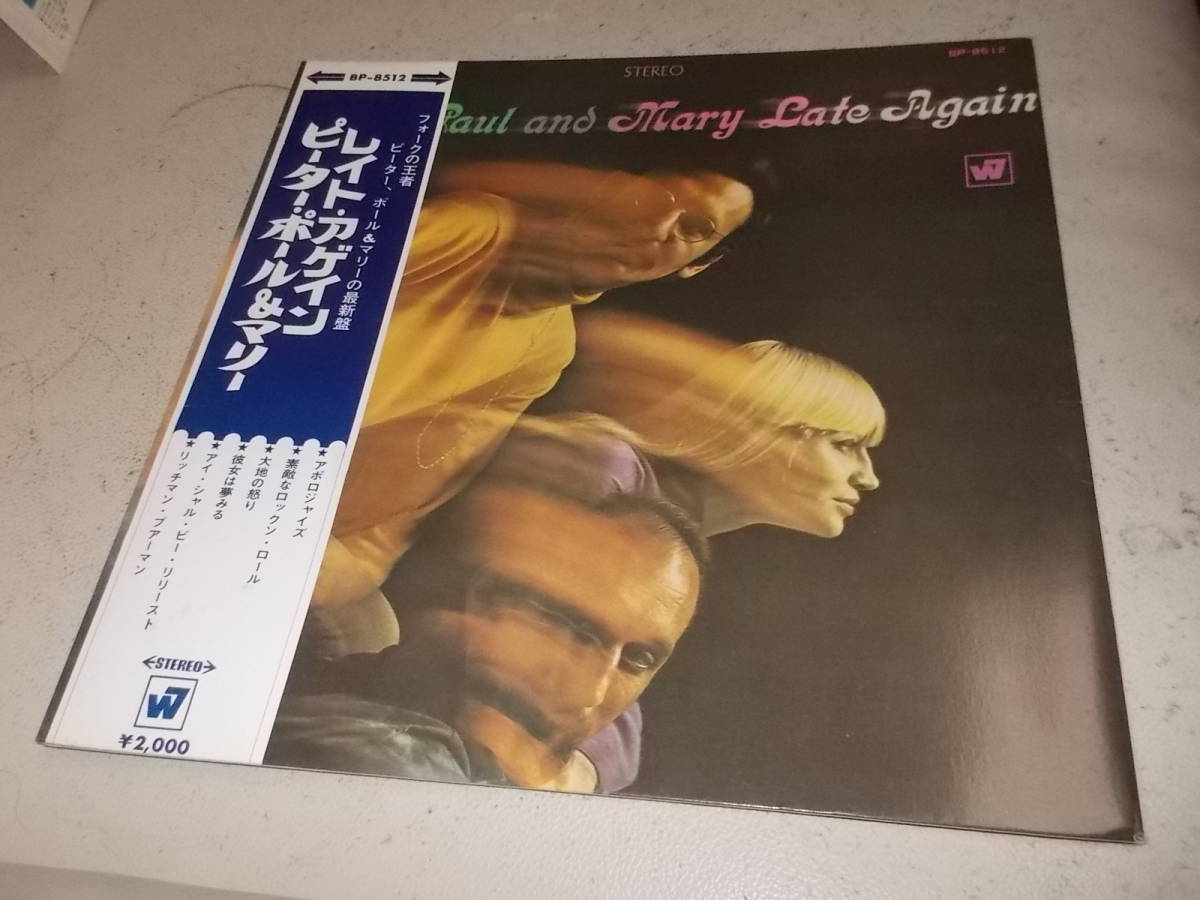 BP-8512
レイト・アゲイン
ピーター・ポール&マリー
フォークの王者
ピーター、ポール&マリーの最新盤
★アポロジャイズ
★素敵なロックン・ロール
★大地の怒り
★彼女は夢みる
★アイ・シャル・ビー・リリースト
★リッチマン・プアーマン
STEREO
W7
¥2,000
STEREO
BP-8512
Paul and Mary Late Again
W7